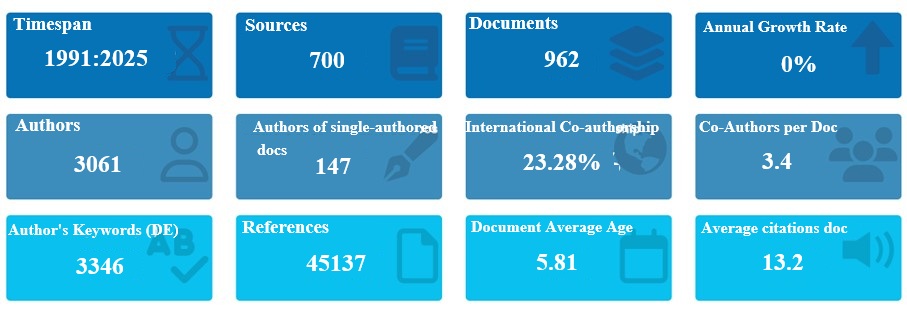 Timespan
1991:2025
Sources
700
Documents
962
Annual Growth Rate
0%
Authors
3061
Authors of single-authored
docs
147
International Co-authorship
23.28%
Co-Authors per Doc
3.4
Author's Keywords (DE)
3346
AB
References
45137
Document Average Age
5.81
Average citations doc
13.2